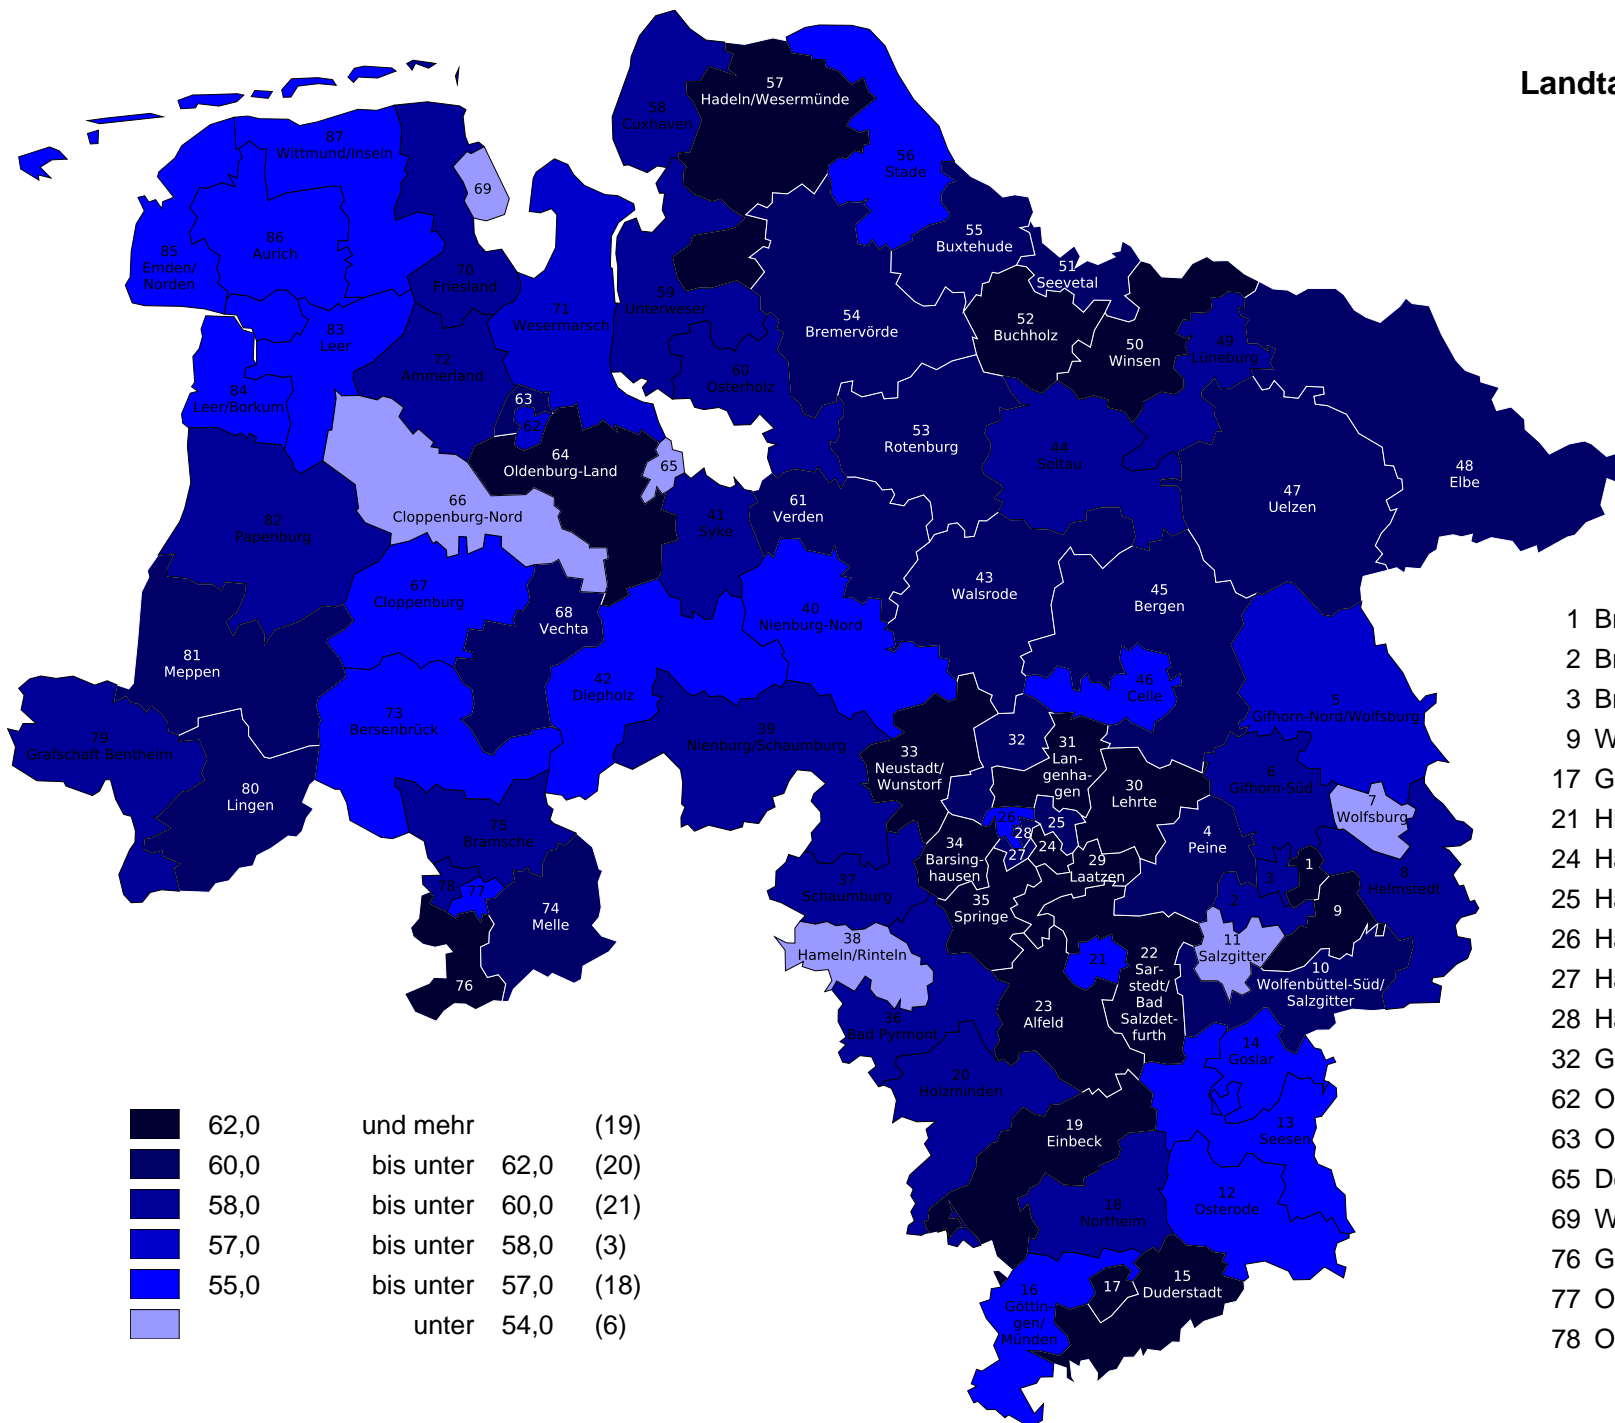 Landta
57
Hadeln/Wesermünde
58
Cuxhaven
87
Wittmund/Inseln
56
Stade
69
55
Buxtehude
86
Aurich
85
Emden/
Norden
51
Seevetal
70
Friesland
59
Unterweser
71
Wesermarsch
54
Bremervörde
52
Buchholz
50
Winsen
49
Lüneburg
83
Leer
72
Ammerland
60
Osterholz
84
Leer/Borkum
63
62
53
Rotenburg
64
Oldenburg-Land
65
44
Soltau
48
Elbe
47
Uelzen
66
Cloppenburg-Nord
61
Verden
41
Syke
82
Papenburg
67
Cloppenburg
43
Walsrode
45
Bergen
68
Vechta
40
Nienburg-Nord
1 Br
81
Meppen
2 Br
42
Diepholz
46
Celle
3 Br
5
Gifhorn-Nord/Wolfsburg
73
Bersenbrück
39
Nienburg/Schaumburg
79
Grafschaft Bentheim
32
31
Lan-
genha-
gen
9 W
33
Neustadt/
Wunstorf
6
Gifhorn-Süd
17 G
80
Lingen
30
Lehrte
7
Wolfsburg
26
25
21 Hi
28
4
Peine
75
Bramsche
34
Barsing-
hausen
27
24
29
Laatzen
1
24 Ha
8
Helmstedt
3
37
Schaumburg
78
77
25 Ha
35
Springe
2
9
74
Melle
26 Ha
38
Hameln/Rinteln
11
Salzgitter
21
22
Sar-
stedt/
Bad
Salzdet-
furth
10
Wolfenbüttel-Süd/
Salzgitter
27 Ha
76
23
Alfeld
28 Ha
36
Bad Pyrmont
14
Goslar
32 G
20
Holzminden
62 O
62,0 und mehr (19)
19
Einbeck
13
Seesen
63 O
60,0 bis unter 62,0 (20)
65 De
58,0 bis unter 60,0 (21)
18
Northeim
12
Osterode
69 W
57,0 bis unter 58,0 (3)
76 G
55,0 bis unter 57,0 (18)
16
Göttin-
gen/
Münden
17
15
Duderstadt
77 O
unter 54,0 (6)
78 O